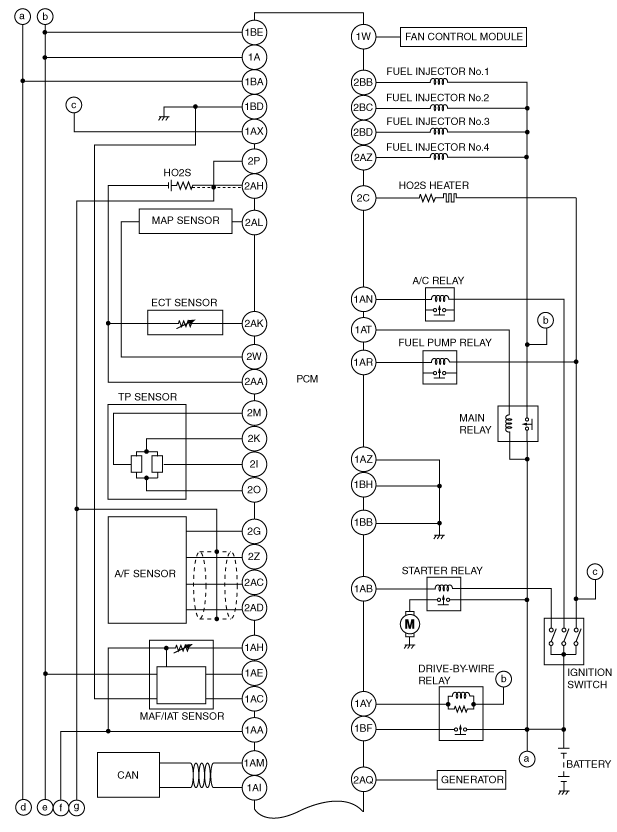 a
b
1BE
1W
FAN CONTROL MODULE
1A
1BA
2BB
FUEL INJECTOR No.1
c
1BD
2BC
FUEL INJECTOR No.2
1AX
2BD
FUEL INJECTOR No.3
2P
2AZ
FUEL INJECTOR No.4
HO2S
2AH
2C
HO2S HEATER
MAP SENSOR
2AL
A/C RELAY
ECT SENSOR
1AN
b
2AK
1AT
FUEL PUMP RELAY
2W
1AR
2AA
PCM
TP SENSOR
2M
MAIN
RELAY
2K
2I
1AZ
2O
1BH
2G
1BB
2Z
A/F SENSOR
2AC
1AB
STARTER RELAY
c
2AD
M
1AH
IGNITION
SWITCH
1AE
DRIVE-BY-WIRE
RELAY
b
1AC
1AY
MAF/IAT SENSOR
1AA
1BF
a
BATTERY
CAN
1AM
1AI
2AQ
GENERATOR
d
e
f
g